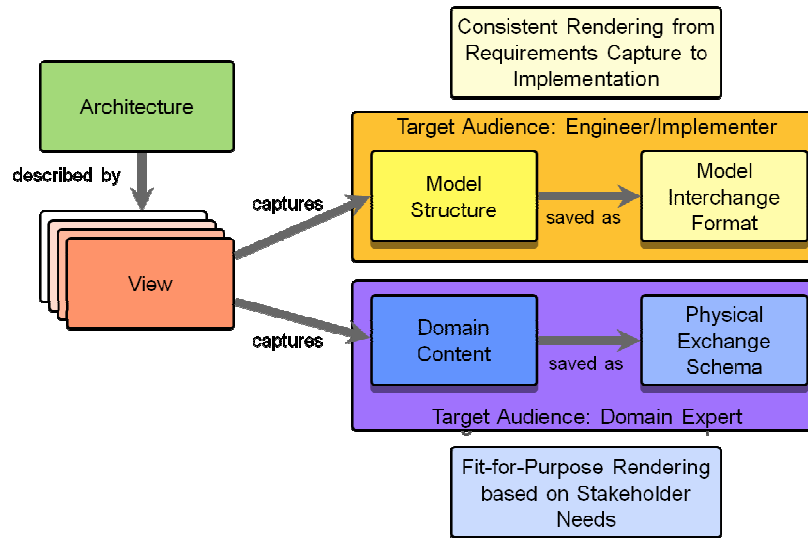 Consistent Rendering from
Requirements Capture to
Implementation
Architecture
described by
View
captures
captures
Target Audience: Engineer/Implementer
Model
Structure
saved as
Model
Interchange
Format
Domain
Content
saved as
Physical
Exchange
Schema
Target Audience: Domain Expert
Fit-for-Purpose Rendering
based on Stakeholder
Needs